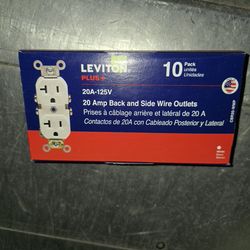 LEVITON
PLUS+
10 Pack
unités
Unidades
20A-125V
20 Amp Back and Side Wire Outlets
Prises à câblage arrière et latéral de 20 A
Contactos de 20A con Cableado Posterior y Lateral